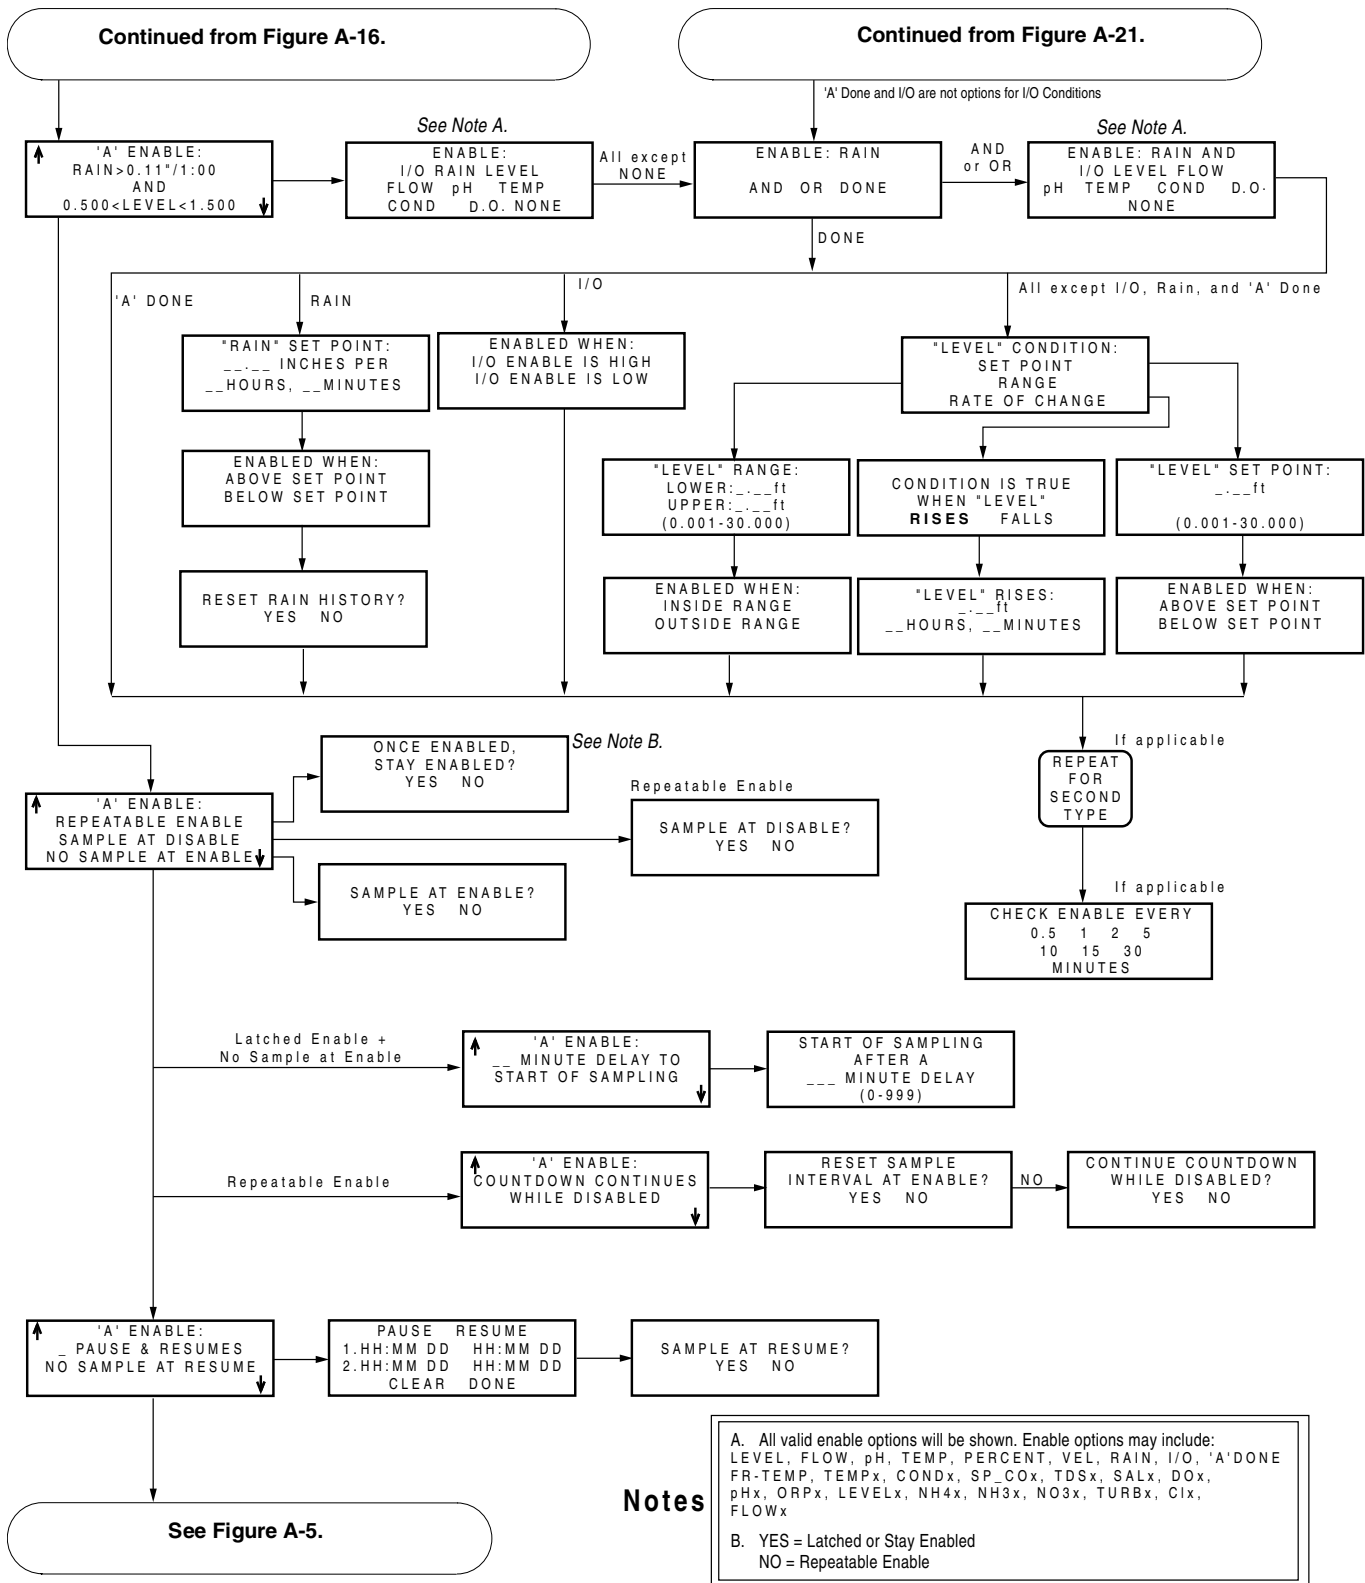 Continued from Figure A-16.
Continued from Figure A-21.
'A' Done and I/O are not options for I/O Conditions
'A' ENABLE:
RAIN>0.11"/1:00
AND
0.500<LEVEL<1.500
See Note A.
ENABLE:
I/O RAIN LEVEL
FLOW pH TEMP
COND D.O. NONE
All except
NONE
ENABLE: RAIN
AND OR DONE
AND
or OR
See Note A.
ENABLE: RAIN AND
I/O LEVEL FLOW
pH TEMP COND D.O.
NONE
DONE
'A' DONE
RAIN
I/O
All except I/O, Rain, and 'A' Done
"RAIN" SET POINT:
__.__ INCHES PER
__HOURS, __MINUTES
ENABLED WHEN:
ABOVE SET POINT
BELOW SET POINT
RESET RAIN HISTORY?
YES NO
ENABLED WHEN:
I/O ENABLE IS HIGH
I/O ENABLE IS LOW
"LEVEL" CONDITION:
SET POINT
RANGE
RATE OF CHANGE
"LEVEL" RANGE:
LOWER:_.__ft
UPPER:_.__ft
(0.001-30.000)
CONDITION IS TRUE
WHEN "LEVEL"
RISES FALLS
"LEVEL" SET POINT:
_.__ft
(0.001-30.000)
ENABLED WHEN:
INSIDE RANGE
OUTSIDE RANGE
"LEVEL" RISES:
_.__ft
__HOURS, __MINUTES
ENABLED WHEN:
ABOVE SET POINT
BELOW SET POINT
If applicable
REPEAT
FOR
SECOND
TYPE
If applicable
CHECK ENABLE EVERY
0.5 1 2 5
10 15 30
MINUTES
'A' ENABLE:
REPEATABLE ENABLE
SAMPLE AT DISABLE
NO SAMPLE AT ENABLE
ONCE ENABLED,
STAY ENABLED?
YES NO
See Note B.
Repeatable Enable
SAMPLE AT DISABLE?
YES NO
SAMPLE AT ENABLE?
YES NO
Latched Enable +
No Sample at Enable
'A' ENABLE:
__ MINUTE DELAY TO
START OF SAMPLING
START OF SAMPLING
AFTER A
___ MINUTE DELAY
(0-999)
Repeatable Enable
'A' ENABLE:
COUNTDOWN CONTINUES
WHILE DISABLED
RESET SAMPLE
INTERVAL AT ENABLE?
YES NO
NO
CONTINUE COUNTDOWN
WHILE DISABLED?
YES NO
'A' ENABLE:
_ PAUSE & RESUMES
NO SAMPLE AT RESUME
PAUSE RESUME
1.HH:MM DD HH:MM DD
2.HH:MM DD HH:MM DD
CLEAR DONE
SAMPLE AT RESUME?
YES NO
See Figure A-5.
Notes
A. All valid enable options will be shown. Enable options may include:
LEVEL, FLOW, pH, TEMP, PERCENT, VEL, RAIN, I/O, 'A'DONE
FR-TEMP, TEMPx, CONDx, SP_COx, TDSx, SALx, DOx,
pHx, ORPx, LEVELx, NH4x, NH3x, NO3x, TURBx, Clx,
FLOWx
B. YES = Latched or Stay Enabled
NO = Repeatable Enable